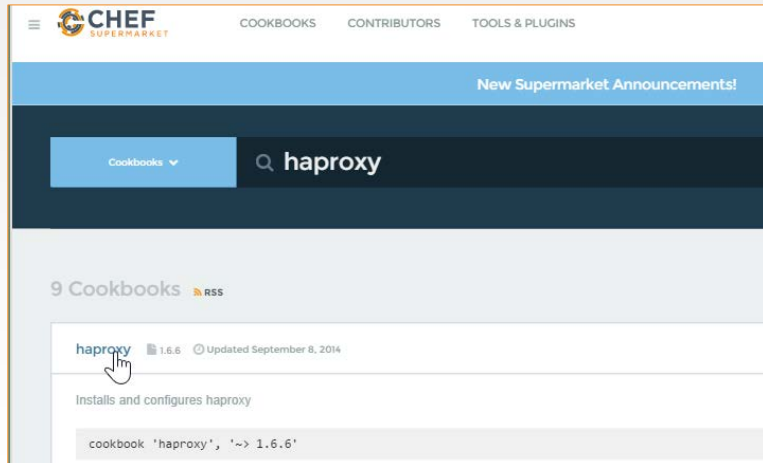 CHEF
SUPERMARKET
COOKBOOKS CONTRIBUTORS TOOLS & PLUGINS
New Supermarket Announcements!
Cookbooks haproxy
9 Cookbooks RSS
haproxy 1.6.6 Updated September 8, 2014
Installs and configures haproxy
cookbook 'haproxy', '~> 1.6.6'